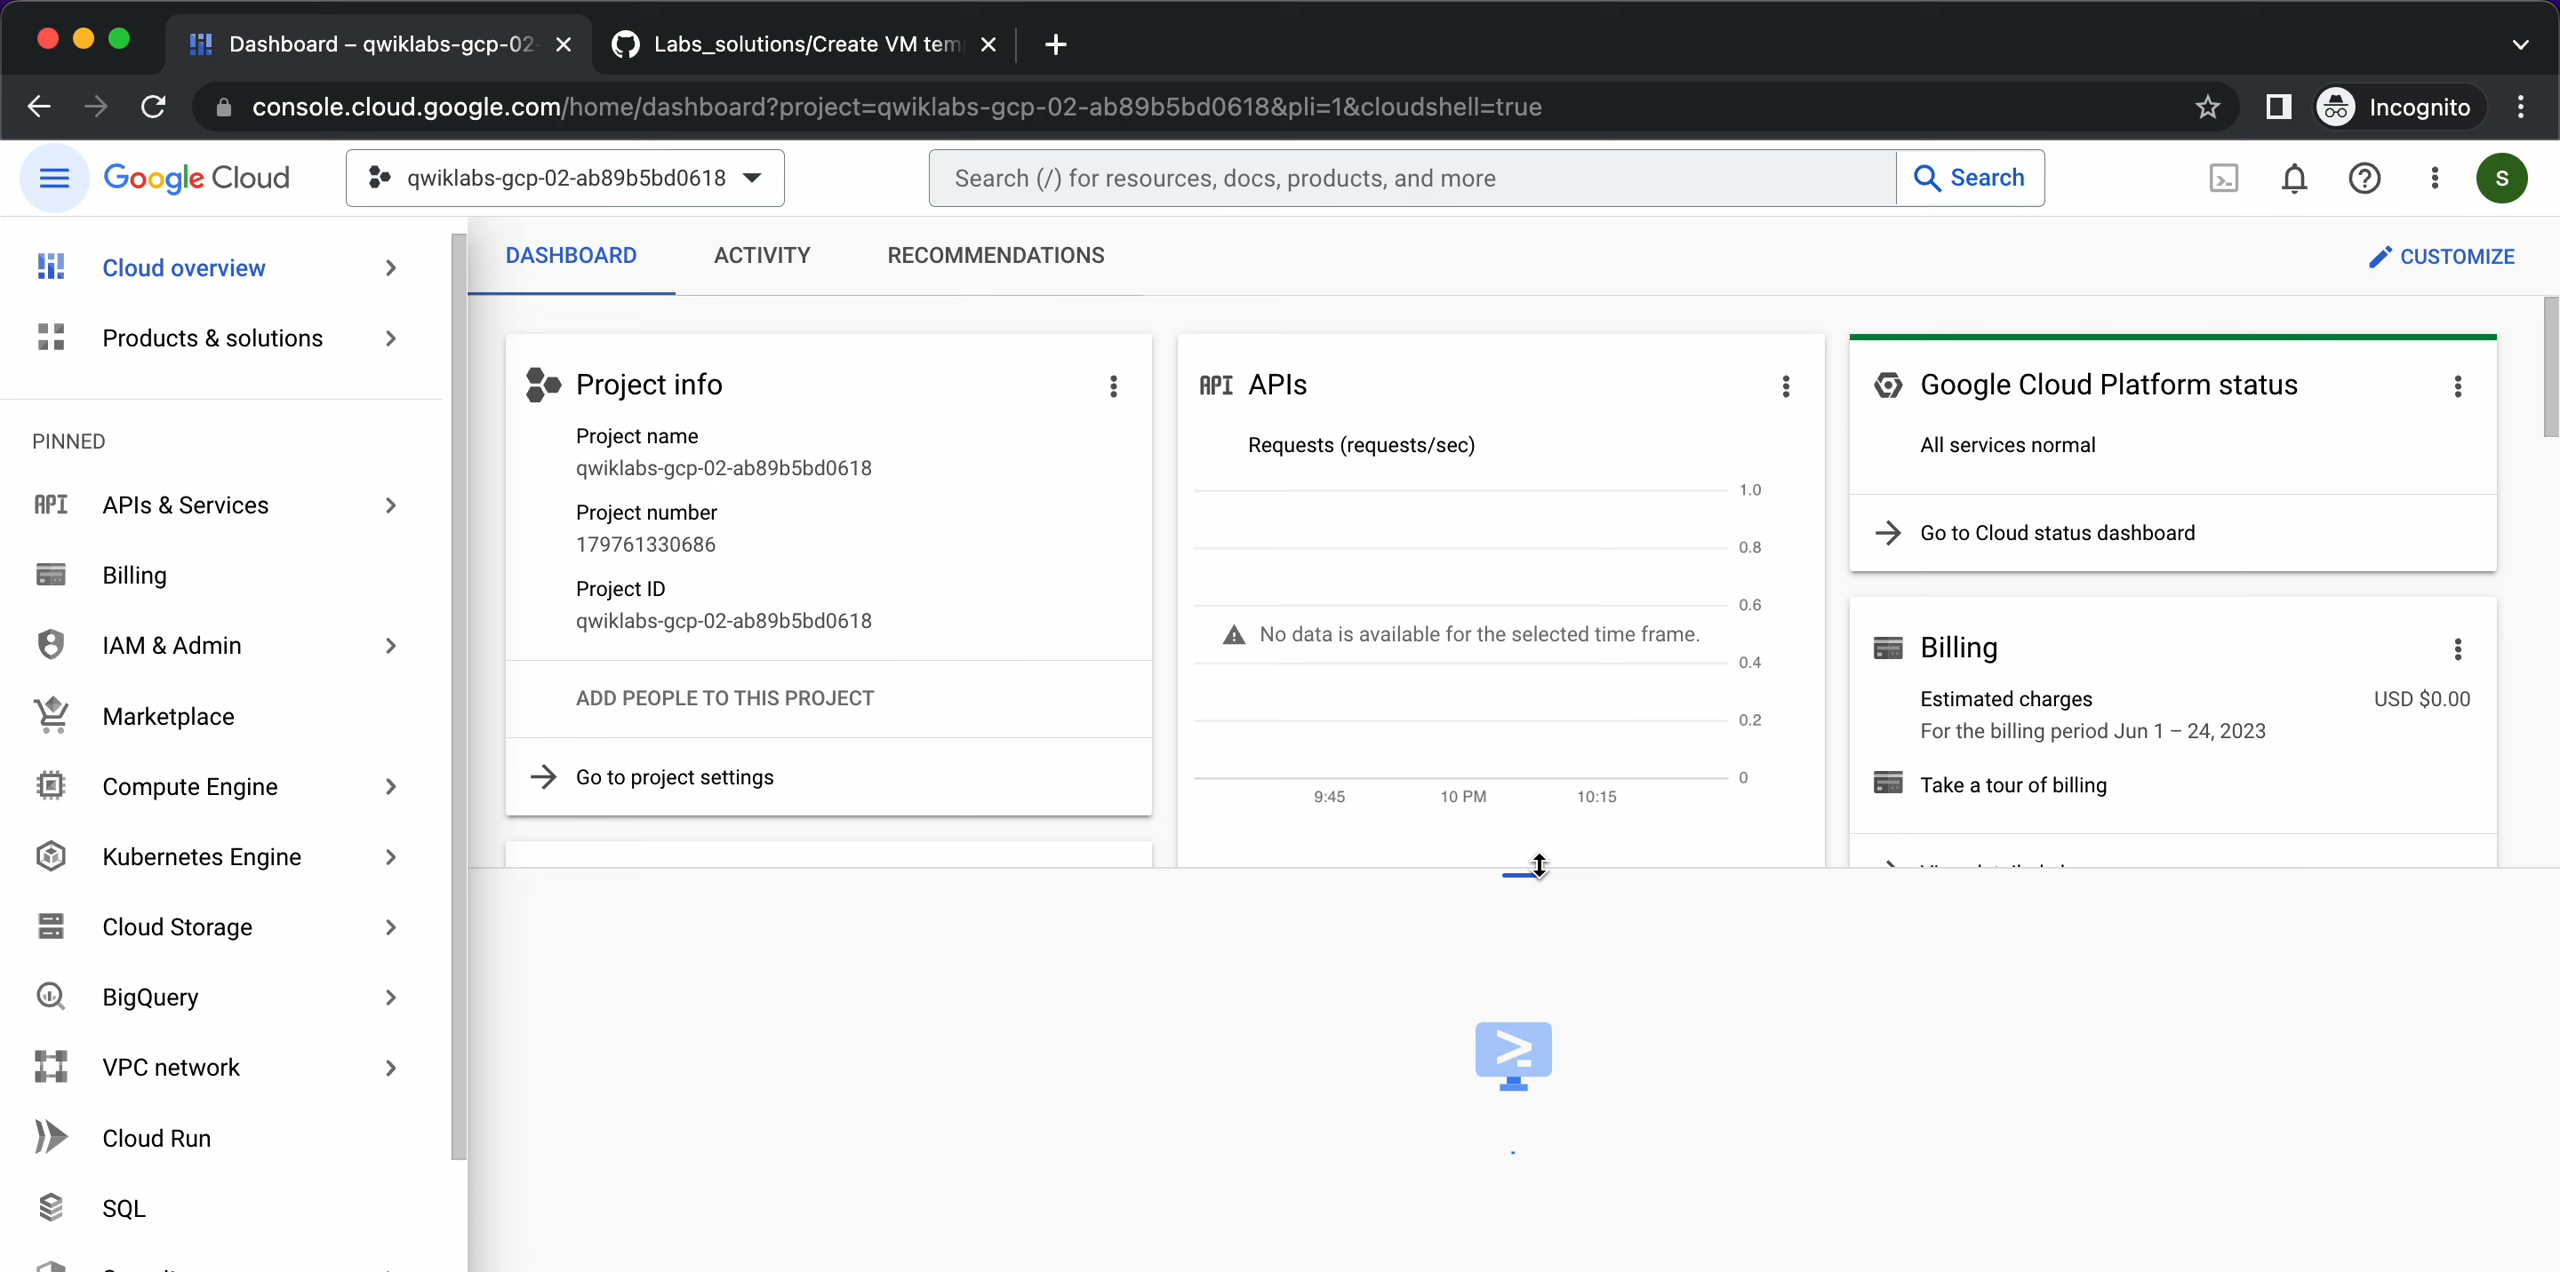 Dashboard – qwiklabs-gcp-02-
Labs_solutions/Create VM tem
console.cloud.google.com/home/dashboard?project=qwiklabs-gcp-02-ab89b5bd0618&pli=1&cloudshell=true
Incognito
Google Cloud
qwiklabs-gcp-02-ab89b5bd0618
Search (/) for resources, docs, products, and more
Search
S
Cloud overview
Products & solutions
PINNED
API APIs & Services
Billing
IAM & Admin
Marketplace
Compute Engine
Kubernetes Engine
Cloud Storage
BigQuery
VPC network
Cloud Run
SQL
DASHBOARD
ACTIVITY
RECOMMENDATIONS
CUSTOMIZE
Project info
Project name
qwiklabs-gcp-02-ab89b5bd0618
Project number
179761330686
Project ID
qwiklabs-gcp-02-ab89b5bd0618
ADD PEOPLE TO THIS PROJECT
Go to project settings
API APIs
Requests (requests/sec)
1.0
0.8
0.6
No data is available for the selected time frame.
0.4
0.2
0
9:45
10 PM
10:15
Google Cloud Platform status
All services normal
Go to Cloud status dashboard
Billing
Estimated charges
USD $0.00
For the billing period Jun 1 – 24, 2023
Take a tour of billing